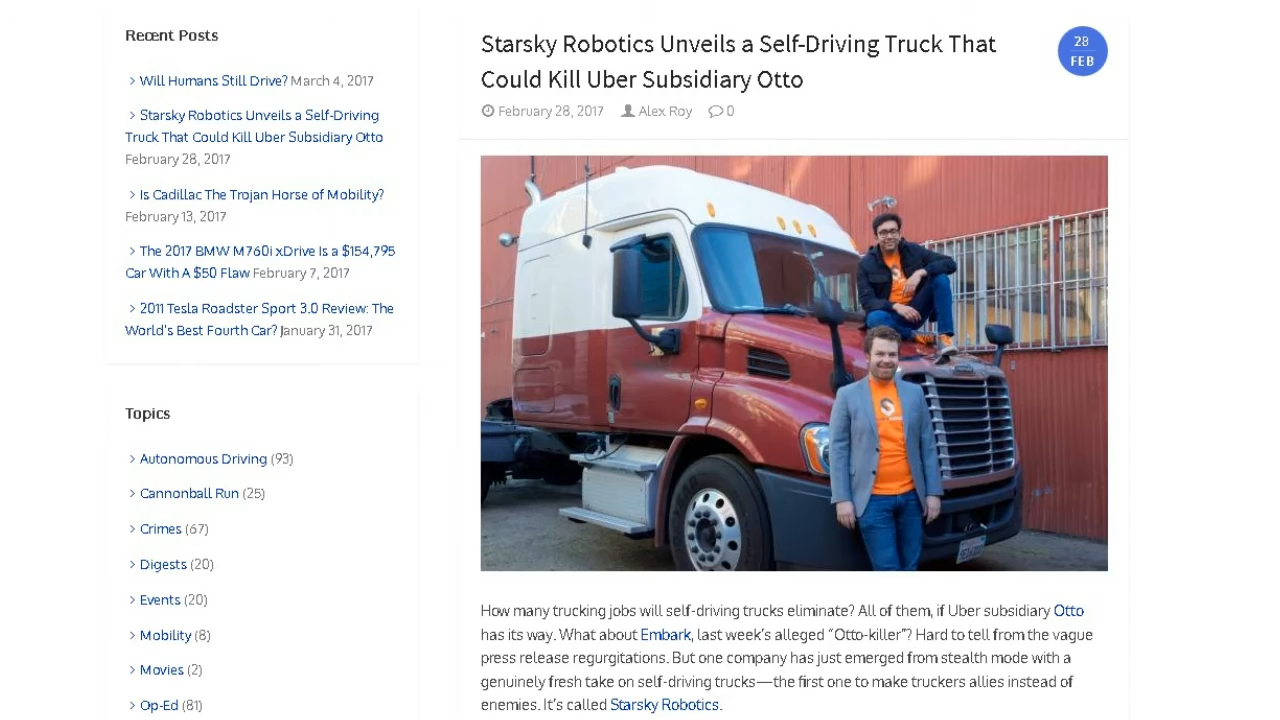 Recent Posts
> Will Humans Still Drive? March 4, 2017
> Starsky Robotics Unveils a Self-Driving
Truck That Could Kill Uber Subsidiary Otto
February 28, 2017
> Is Cadillac The Trojan Horse of Mobility?
February 13, 2017
> The 2017 BMW M760i xDrive Is a $154,795
Car With A $50 Flaw February 7, 2017
> 2011 Tesla Roadster Sport 3.0 Review: The
World's Best Fourth Car? January 31, 2017
Topics
> Autonomous Driving (93)
> Cannonball Run (25)
> Crimes (67)
> Digests (20)
> Events (20)
> Mobility (8)
> Movies (2)
> Op-Ed (81)
Starsky Robotics Unveils a Self-Driving Truck That
Could Kill Uber Subsidiary Otto
28
FEB
February 28, 2017 Alex Roy 0
How many trucking jobs will self-driving trucks eliminate? All of them, if Uber subsidiary Otto
has its way. What about Embark, last week's alleged “Otto-killer”? Hard to tell from the vague
press release regurgitations. But one company has just emerged from stealth mode with a
genuinely fresh take on self-driving trucks—the first one to make truckers allies instead of
enemies. It's called Starsky Robotics.